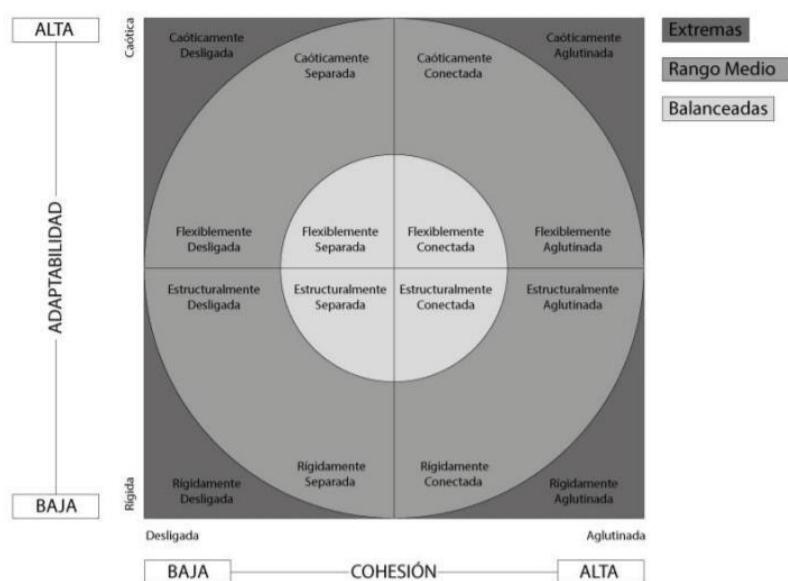 ALTA
Caótica
Caóticamente
Desligada
Caóticamente
Separada
Caóticamente
Conectada
Caóticamente
Aglutinada
Extremas
Rango Medio
Balanceadas
ADAPTABILIDAD
Flexiblemente
Desligada
Flexiblemente
Separada
Flexiblemente
Conectada
Flexiblemente
Aglutinada
Estructuralmente
Desligada
Estructuralmente
Separada
Estructuralmente
Conectada
Estructuralmente
Aglutinada
Rígidamente
Desligada
Rígidamente
Separada
Rígidamente
Conectada
Rígidamente
Aglutinada
BAJA
Rígida
Desligada
Aglutinada
BAJA
COHESIÓN
ALTA